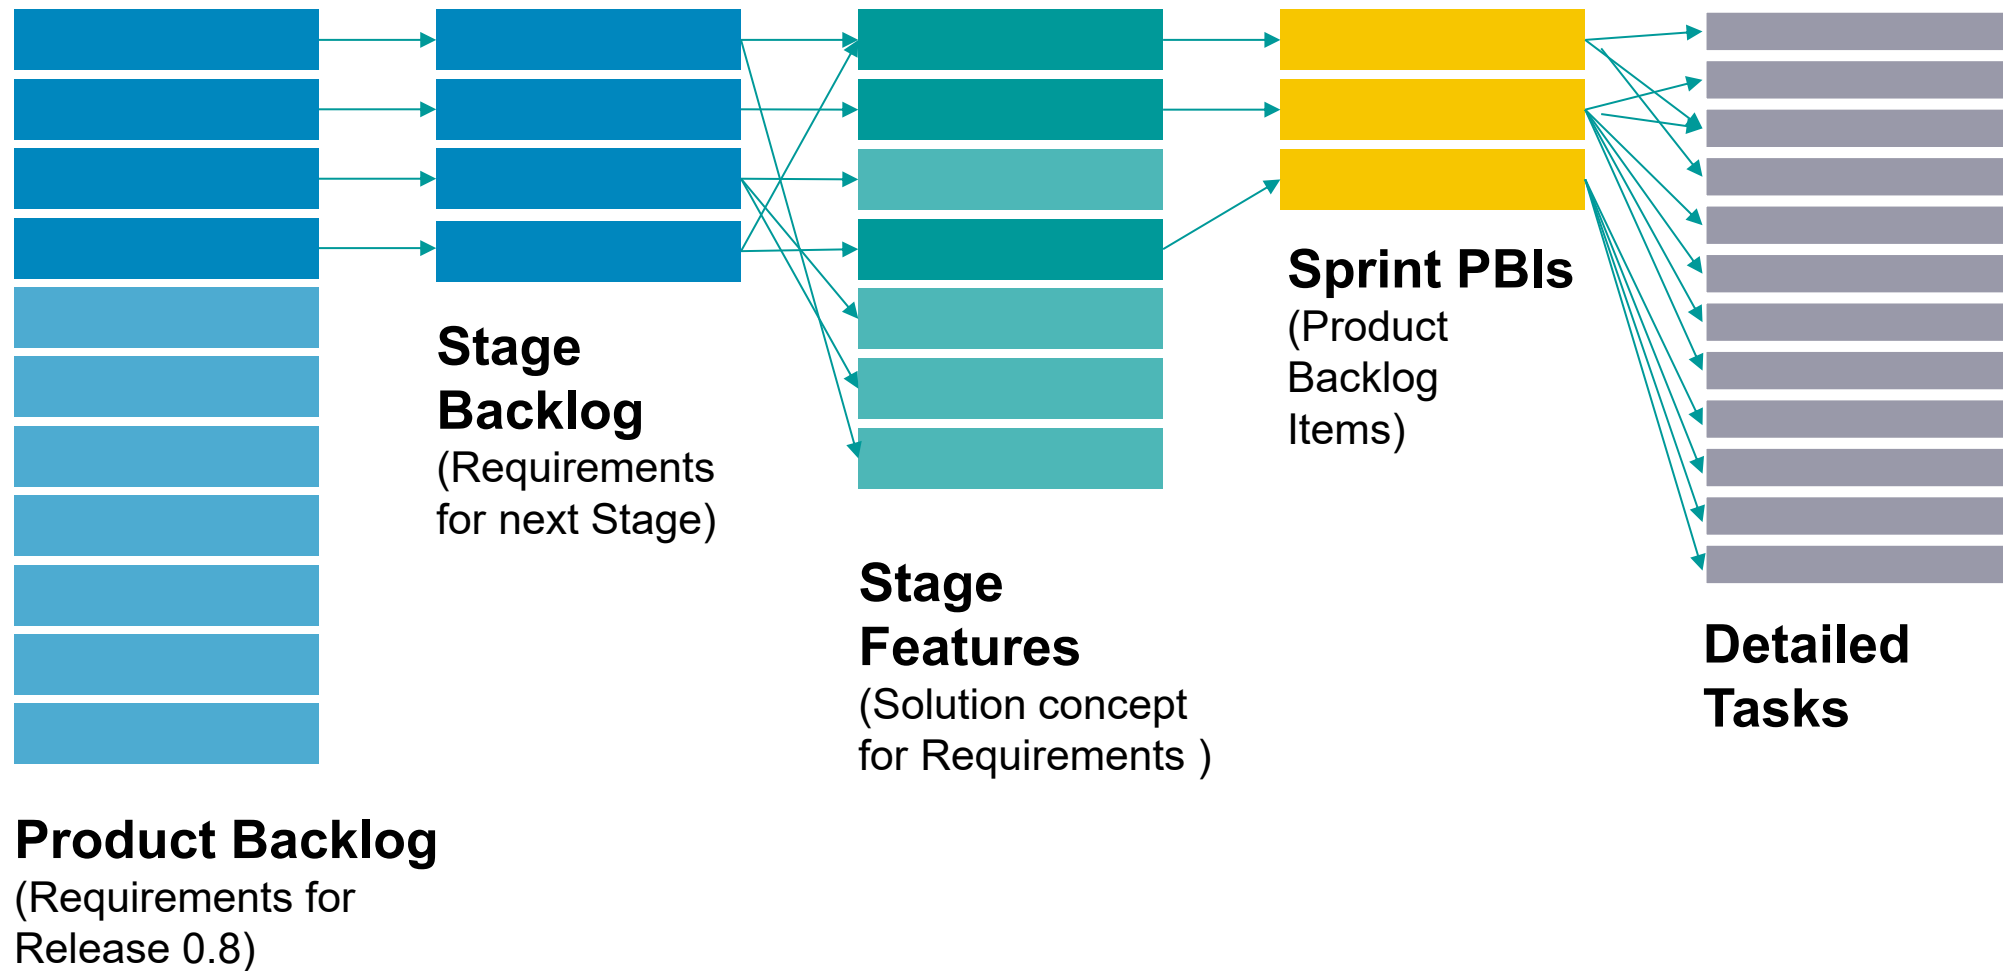 Stage
Backlog
(Requirements
for next Stage)
Sprint PBIs
(Product
Backlog
Items)
Stage
Features
(Solution concept
for Requirements )
Detailed
Tasks
Product Backlog
(Requirements for
Release 0.8)